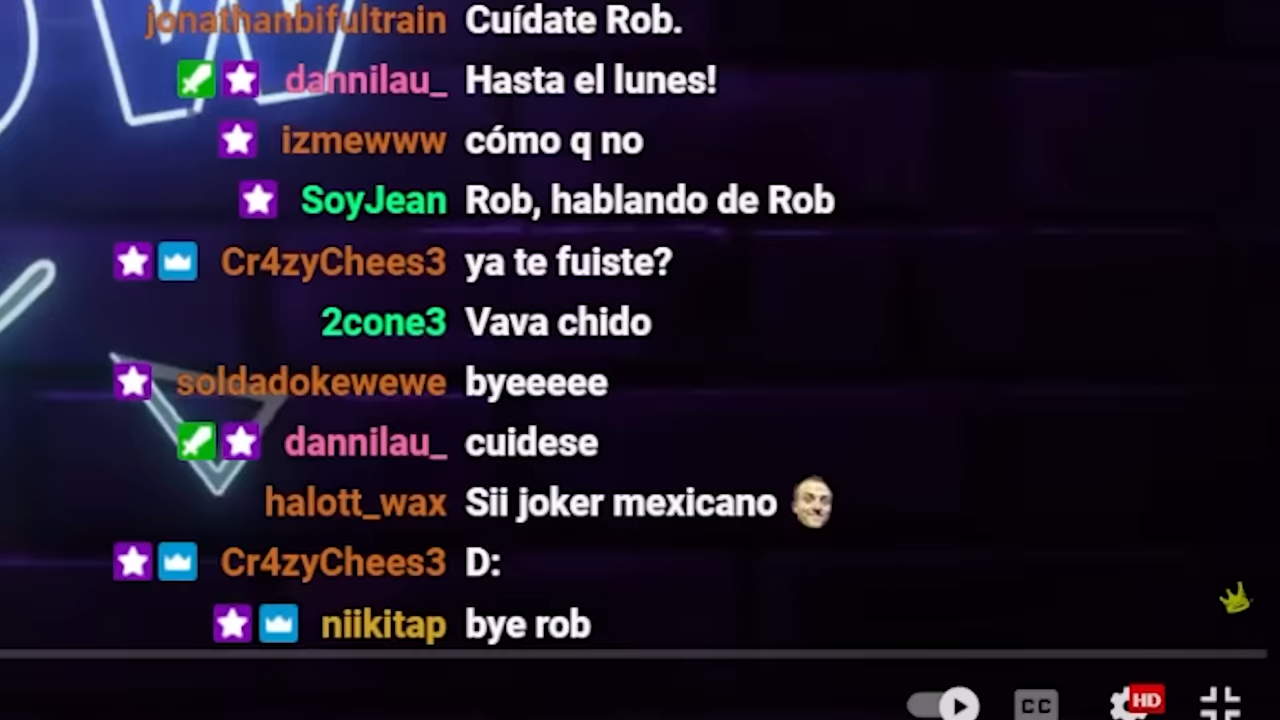 jonathanbifultrain Cuídate Rob.
dannilau_ Hasta el lunes!
izmewww cómo q no
SoyJean Rob, hablando de Rob
Cr4zyChees3 ya te fuiste?
2cone3 Vava chido
soldadokewewe byeeeee
dannilau_ cuidese
halott_wax Sii joker mexicano
Cr4zyChees3 D:
niikitap bye rob
CC HD